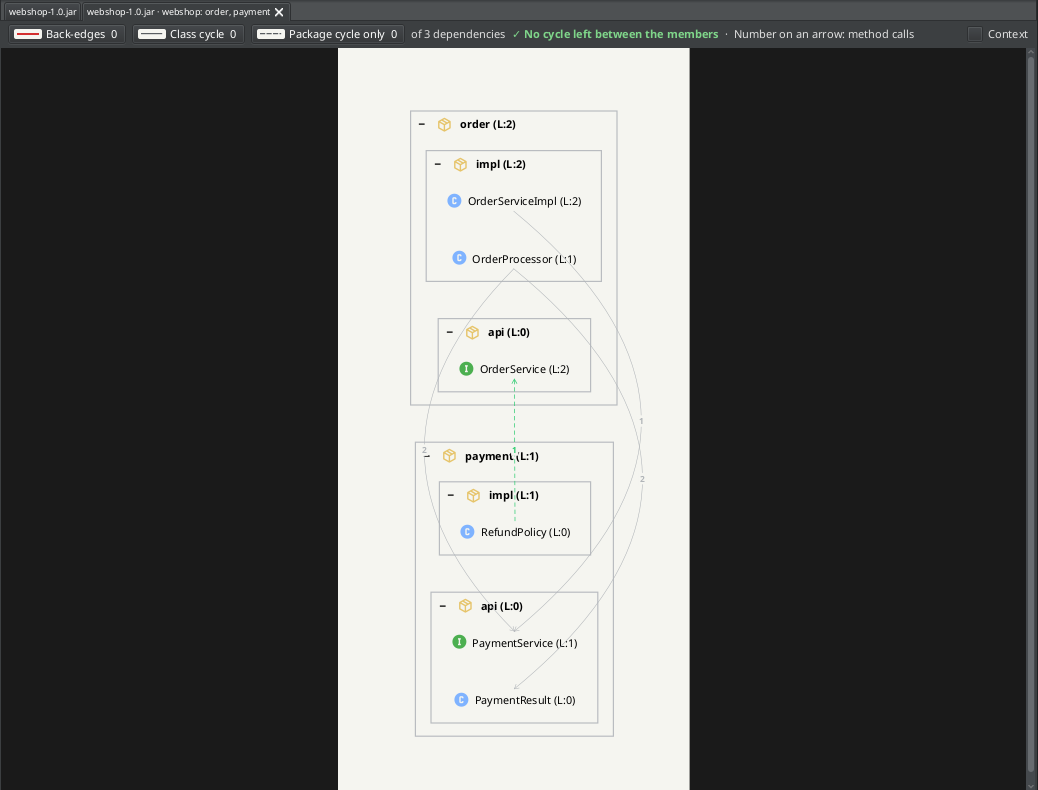 webshop-1.0.jar
webshop-1.0.jar · webshop: order, payment
Back-edges 0
Class cycle 0
Package cycle only 0
of 3 dependencies ✓ No cycle left between the members · Number on an arrow: method calls
Context
order (L:2)
impl (L:2)
OrderServiceImpl (L:2)
OrderProcessor (L:1)
api (L:0)
OrderService (L:2)
1
2
payment (L:1)
2
impl (L:1)
RefundPolicy (L:0)
api (L:0)
PaymentService (L:1)
PaymentResult (L:0)